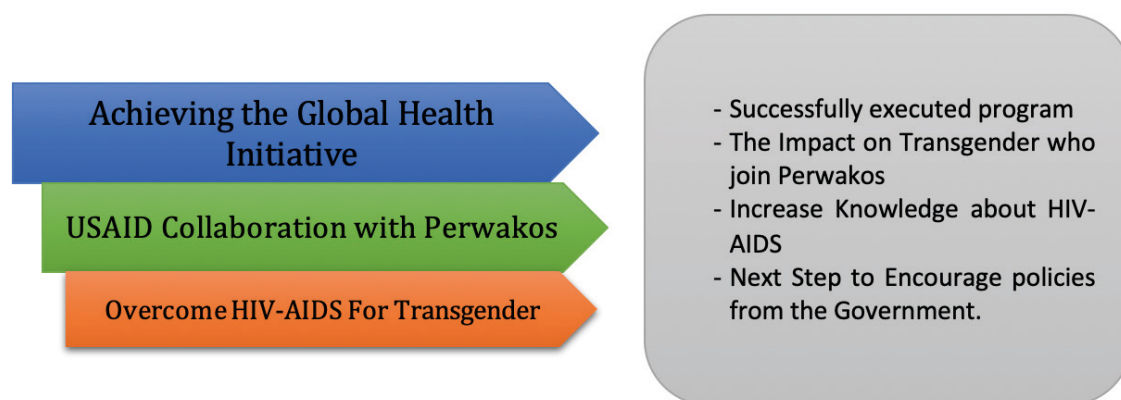 Achieving the Global Health
Initiative
USAID Collaboration with Perwakos
Overcome HIV-AIDS For Transgender
- Successfully executed program
- The Impact on Transgender who
join Perwakos
- Increase Knowledge about HIV-
AIDS
- Next Step to Encourage policies
from the Government.